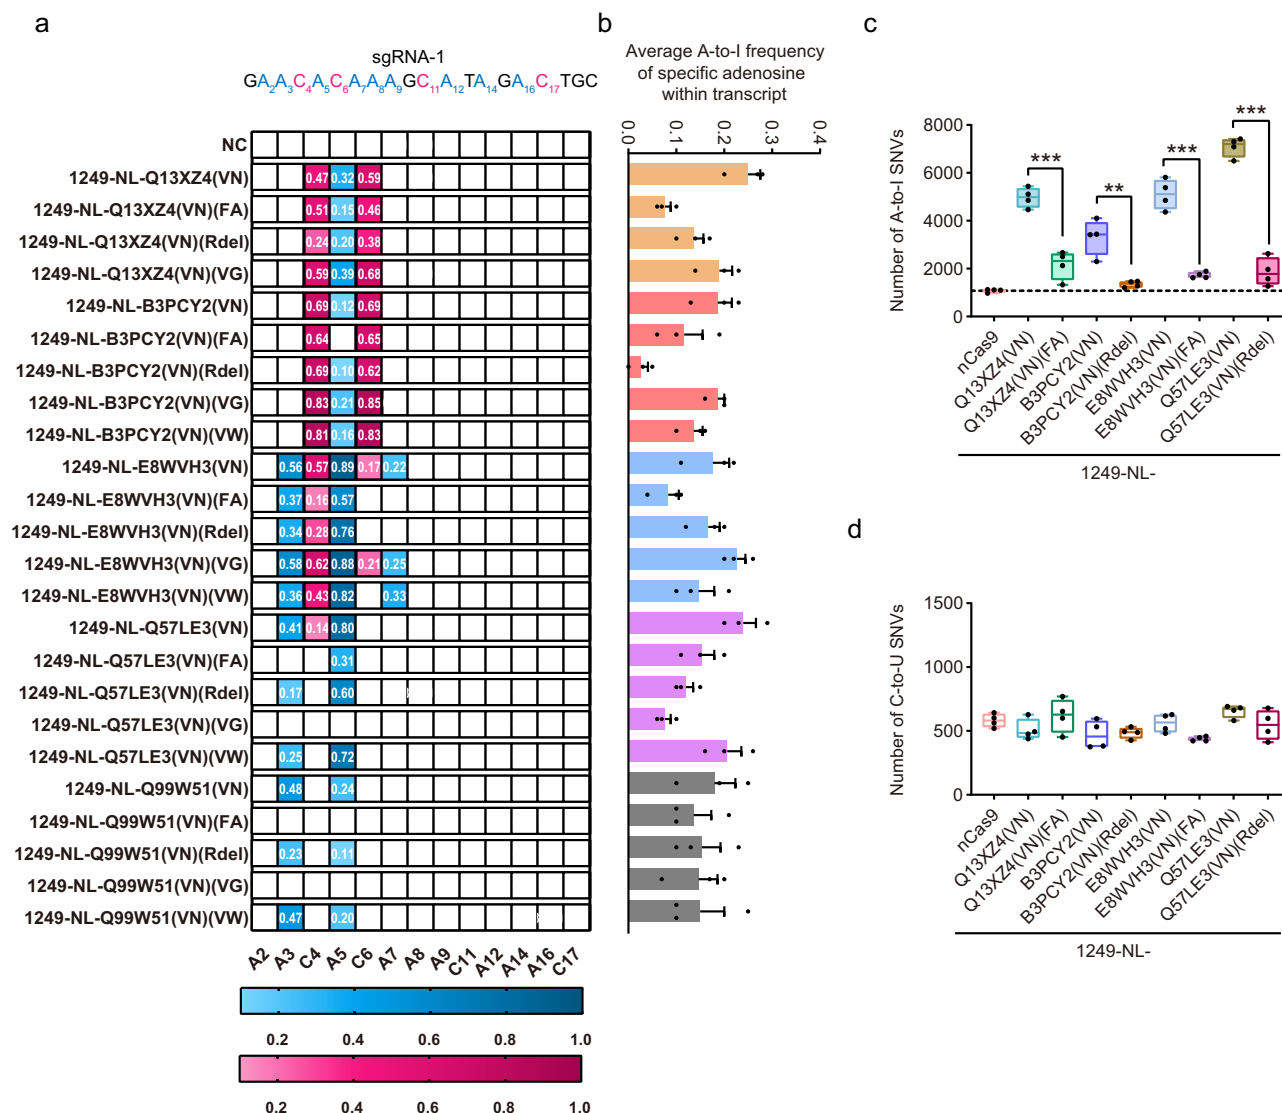 a
sgRNA-1
GA2A3C4A5C6A7A8A9GC11A12TA14GA16C17TGC
NC
1249-NL-Q13XZ4(VN) 0.47 0.32 0.59
1249-NL-Q13XZ4(VN)(FA) 0.51 0.15 0.46
1249-NL-Q13XZ4(VN)(Rdel) 0.24 0.20 0.38
1249-NL-Q13XZ4(VN)(VG) 0.59 0.39 0.68
1249-NL-B3PCY2(VN) 0.69 0.12 0.69
1249-NL-B3PCY2(VN)(FA) 0.64 0.65
1249-NL-B3PCY2(VN)(Rdel) 0.69 0.10 0.62
1249-NL-B3PCY2(VN)(VG) 0.83 0.21 0.85
1249-NL-B3PCY2(VN)(VW) 0.81 0.16 0.83
1249-NL-E8WVH3(VN) 0.56 0.57 0.89 0.17 0.22
1249-NL-E8WVH3(VN)(FA) 0.37 0.16 0.57
1249-NL-E8WVH3(VN)(Rdel) 0.34 0.28 0.76
1249-NL-E8WVH3(VN)(VG) 0.58 0.62 0.88 0.21 0.25
1249-NL-E8WVH3(VN)(VW) 0.36 0.43 0.82 0.33
1249-NL-Q57LE3(VN) 0.41 0.14 0.80
1249-NL-Q57LE3(VN)(FA) 0.31
1249-NL-Q57LE3(VN)(Rdel) 0.17 0.60
1249-NL-Q57LE3(VN)(VG)
1249-NL-Q57LE3(VN)(VW) 0.25 0.72
1249-NL-Q99W51(VN) 0.48 0.24
1249-NL-Q99W51(VN)(FA)
1249-NL-Q99W51(VN)(Rdel) 0.23 0.11
1249-NL-Q99W51(VN)(VG)
1249-NL-Q99W51(VN)(VW) 0.47 0.20
A2 A3 C4 A5 C6 A7 A8 A9 C11 A12 A14 A16 C17
0.2 0.4 0.6 0.8 1.0
0.2 0.4 0.6 0.8 1.0
b
Average A-to-I frequency
of specific adenosine
within transcript
0.0 0.1 0.2 0.3 0.4
c
Number of A-to-I SNVs
8000
6000
4000
2000
0
*** ** *** ***
nCas9
Q13XZ4(VN)
Q13XZ4(VN)(FA)
B3PCY2(VN)
B3PCY2(VN)(Rdel)
E8WVH3(VN)
E8WVH3(VN)(FA)
Q57LE3(VN)
Q57LE3(VN)(Rdel)
1249-NL-
d
Number of C-to-U SNVs
1500
1000
500
0
nCas9
Q13XZ4(VN)
Q13XZ4(VN)(FA)
B3PCY2(VN)
B3PCY2(VN)(Rdel)
E8WVH3(VN)
E8WVH3(VN)(FA)
Q57LE3(VN)
Q57LE3(VN)(Rdel)
1249-NL-